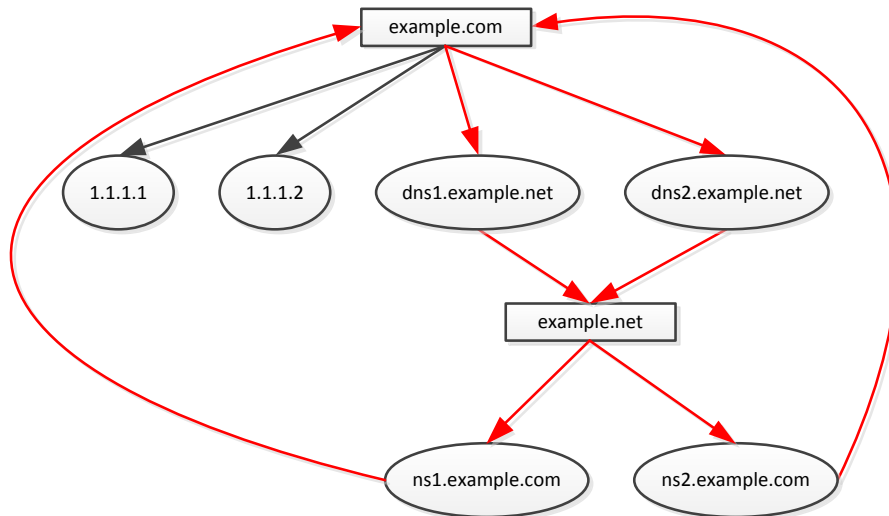 example.com
1.1.1.1
1.1.1.2
dns1.example.net
dns2.example.net
example.net
ns1.example.com
ns2.example.com